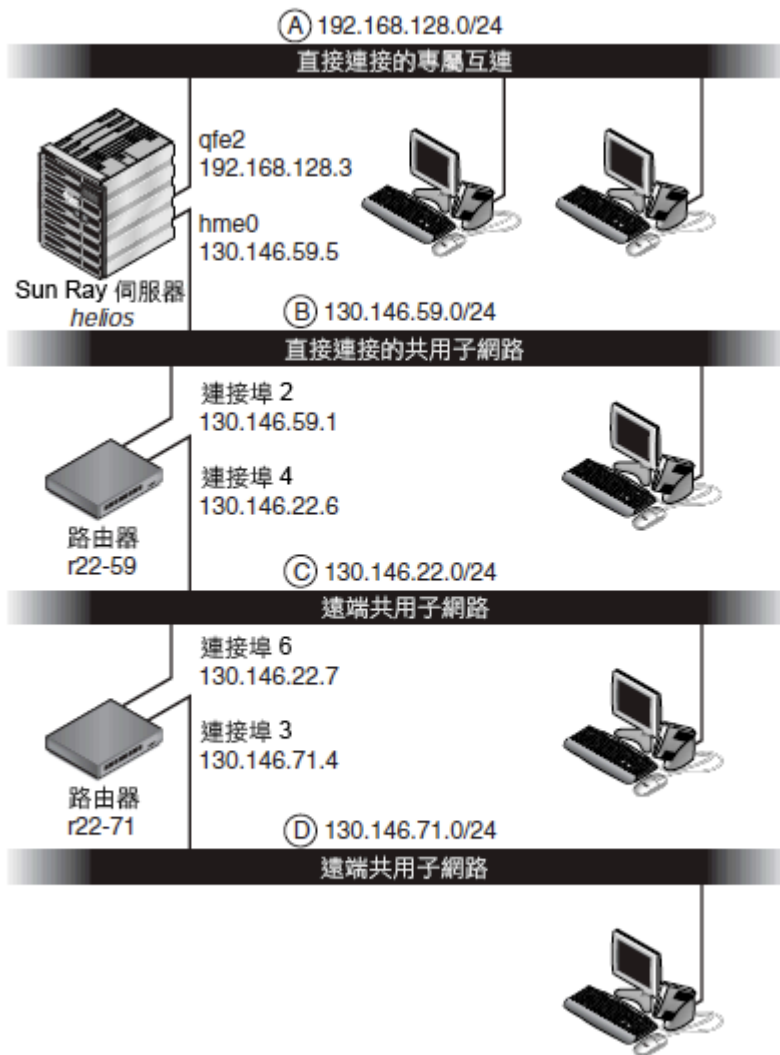 A 192.168.128.0/24
直接連接的專屬互連
qfe2
192.168.128.3
hme0
130.146.59.5
Sun Ray 伺服器
helios
B 130.146.59.0/24
直接連接的共用子網路
連接埠 2
130.146.59.1
連接埠 4
130.146.22.6
路由器
r22-59
C 130.146.22.0/24
遠端共用子網路
連接埠 6
130.146.22.7
連接埠 3
130.146.71.4
路由器
r22-71
D 130.146.71.0/24
遠端共用子網路